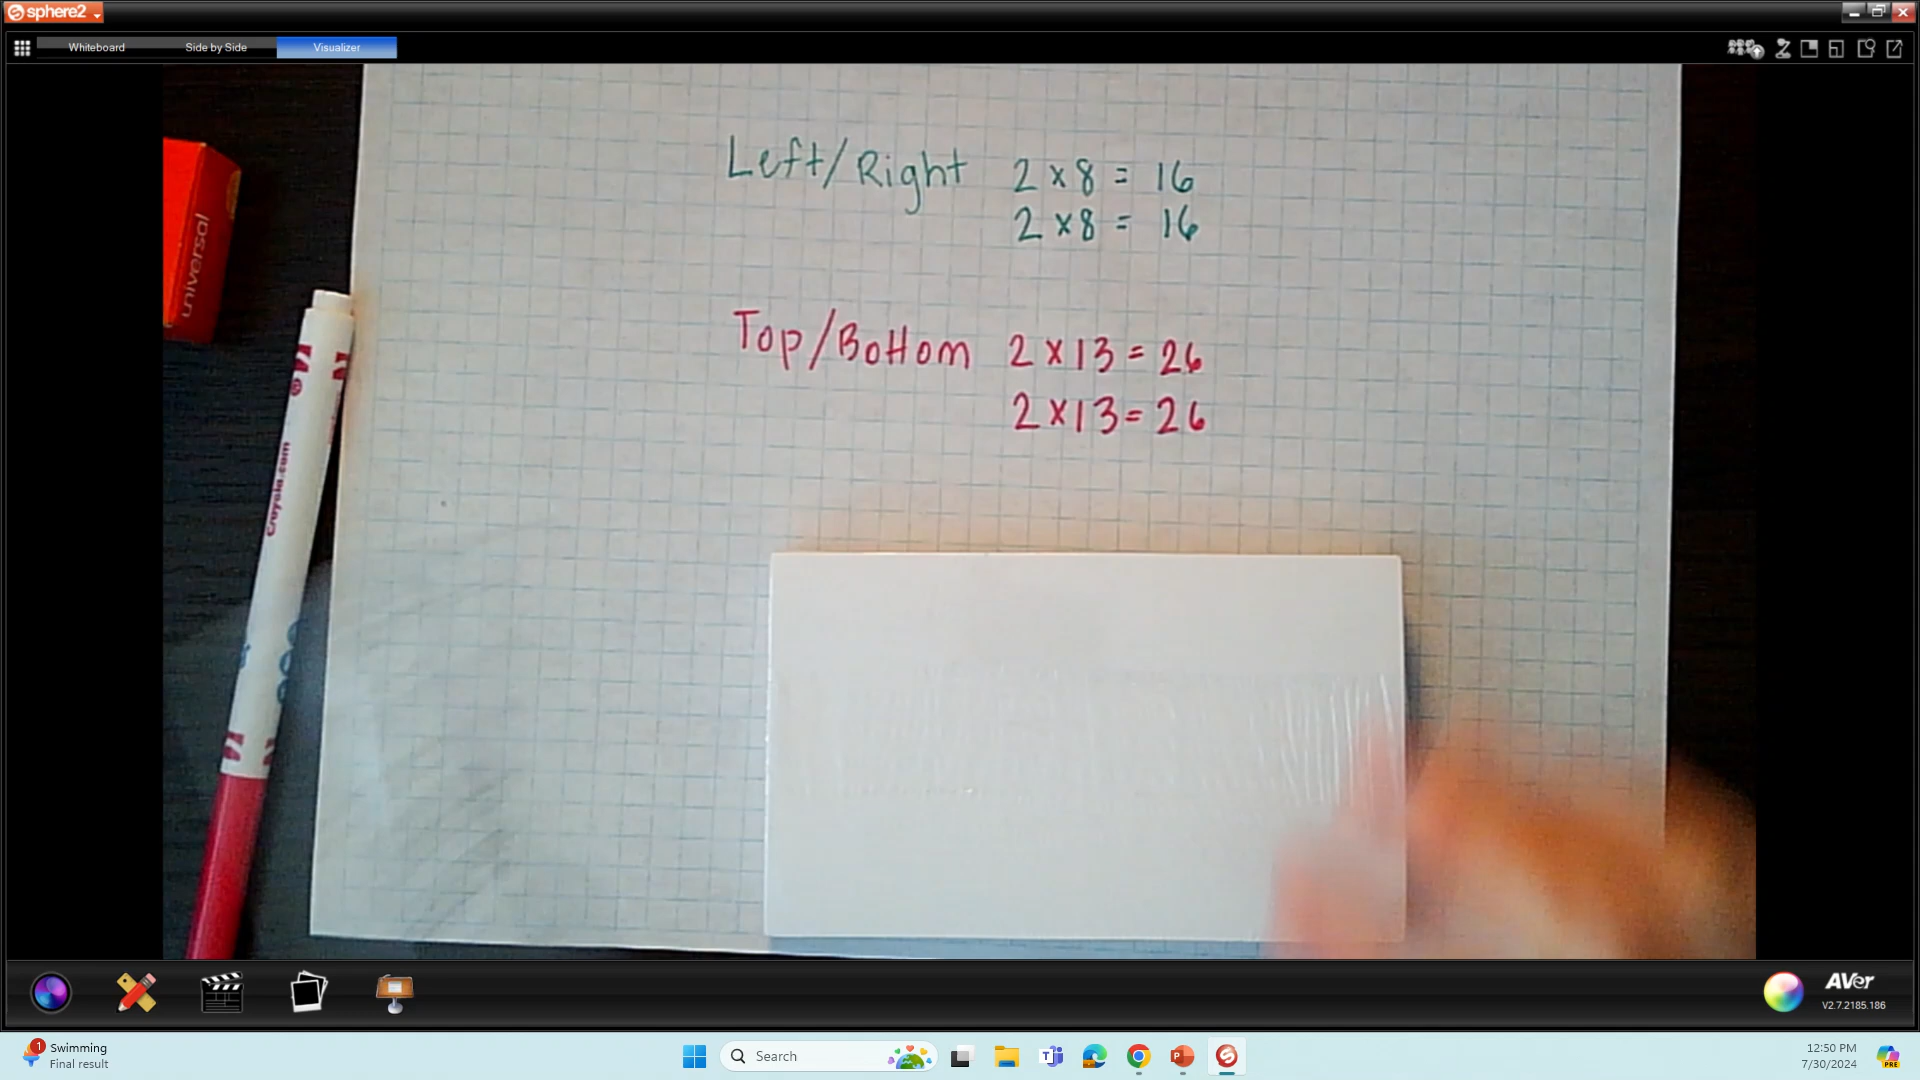 sphere2
Whiteboard
Side by Side
Visualizer
Left/Right 2 x 8 = 16
2 x 8 = 16
Top/Bottom 2 x 13 = 26
2 x 13 = 26
universal
Crayola.com
AVer
V2.7.2185.186
1
Swimming
Final result
Search
12:50 PM
7/30/2024
PRE